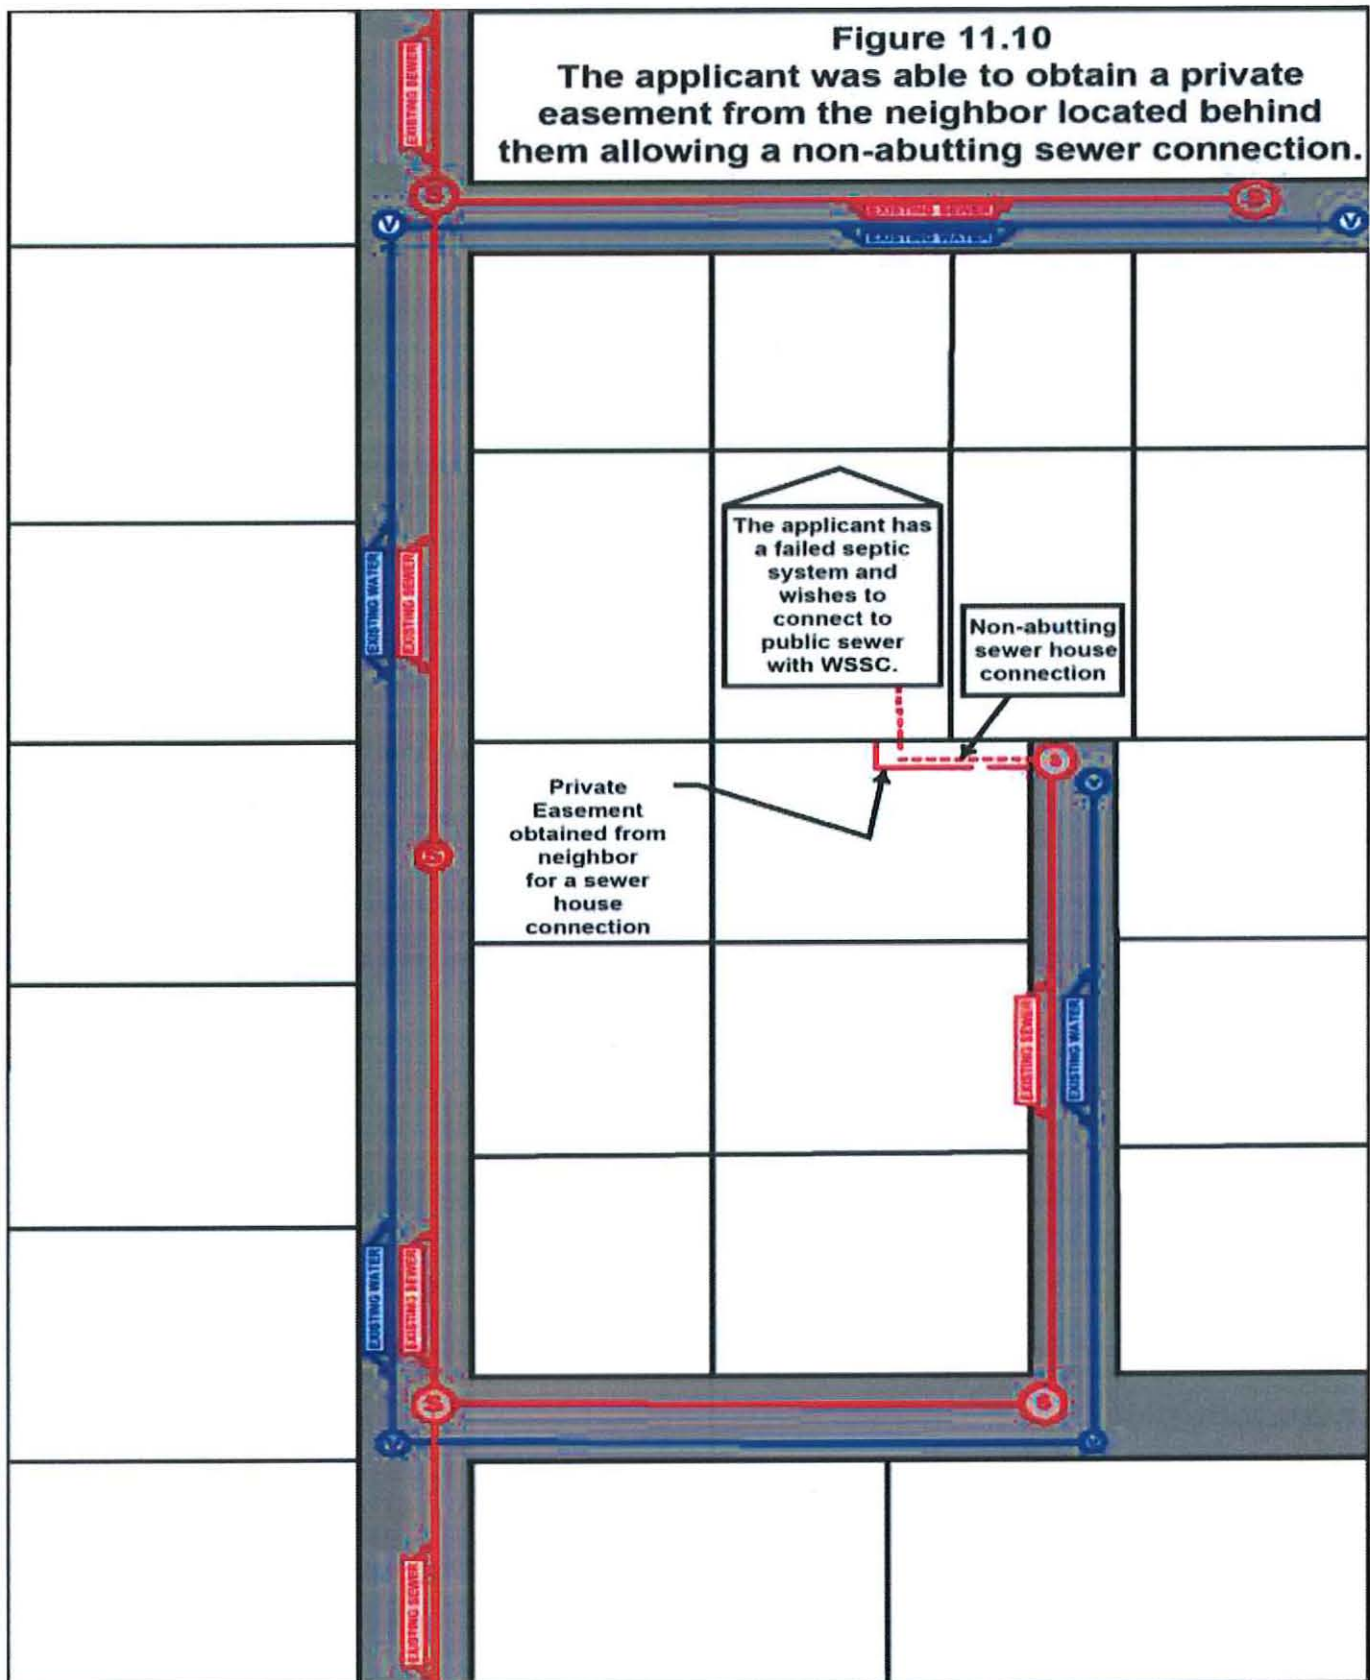 Figure 11.10
The applicant was able to obtain a private
easement from the neighbor located behind
them allowing a non-abutting sewer connection.
EXISTING SEWER
S
S
V
EXISTING SEWER
V
EXISTING WATER
The applicant has
a failed septic
system and
wishes to
connect to
public sewer
with WSSC.
EXISTING WATER
EXISTING SEWER
Non-abutting
sewer house
connection
S
V
Private
Easement
obtained from
neighbor
for a sewer
house
connection
S
EXISTING SEWER
EXISTING WATER
EXISTING WATER
EXISTING SEWER
S
S
V
V
EXISTING SEWER